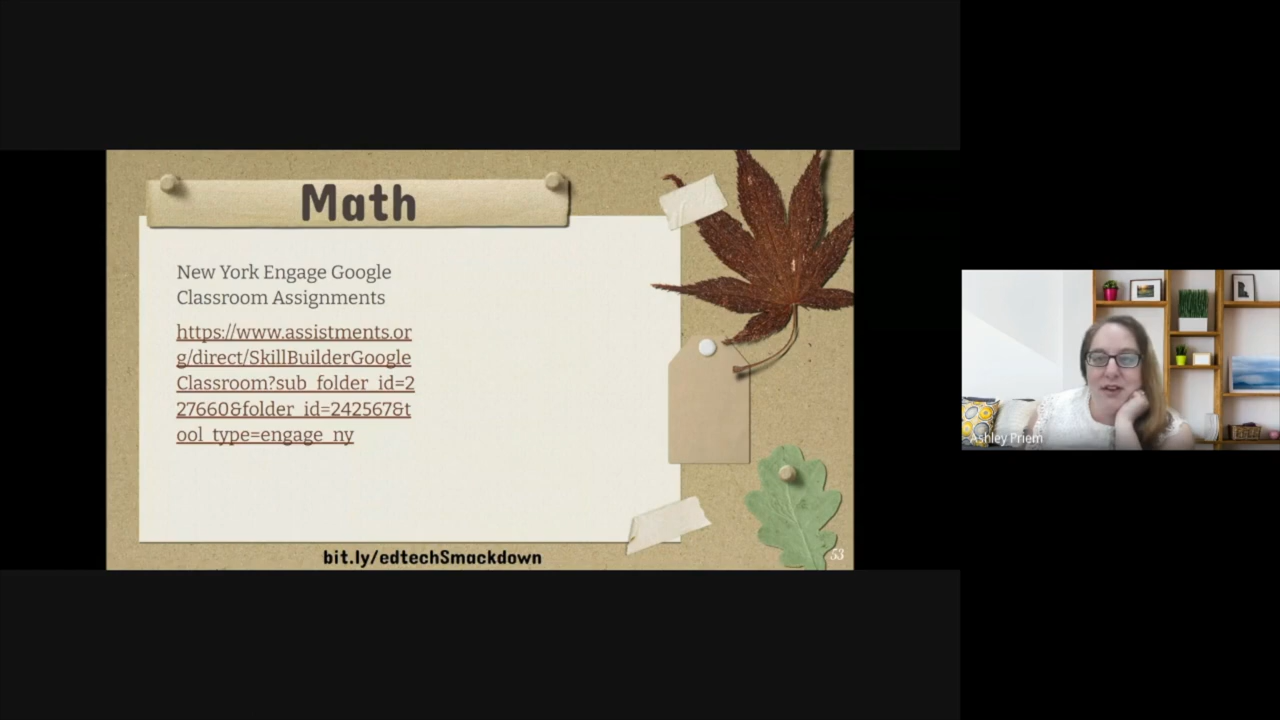 Math
New York Engage Google
Classroom Assignments
https://www.assistments.or
g/direct/SkillBuilderGoogle
Classroom?sub_folder_id=2
27660&folder_id=242567&t
ool_type=engage_ny
bit.ly/edtechSmackdown
53
Ashley Priem